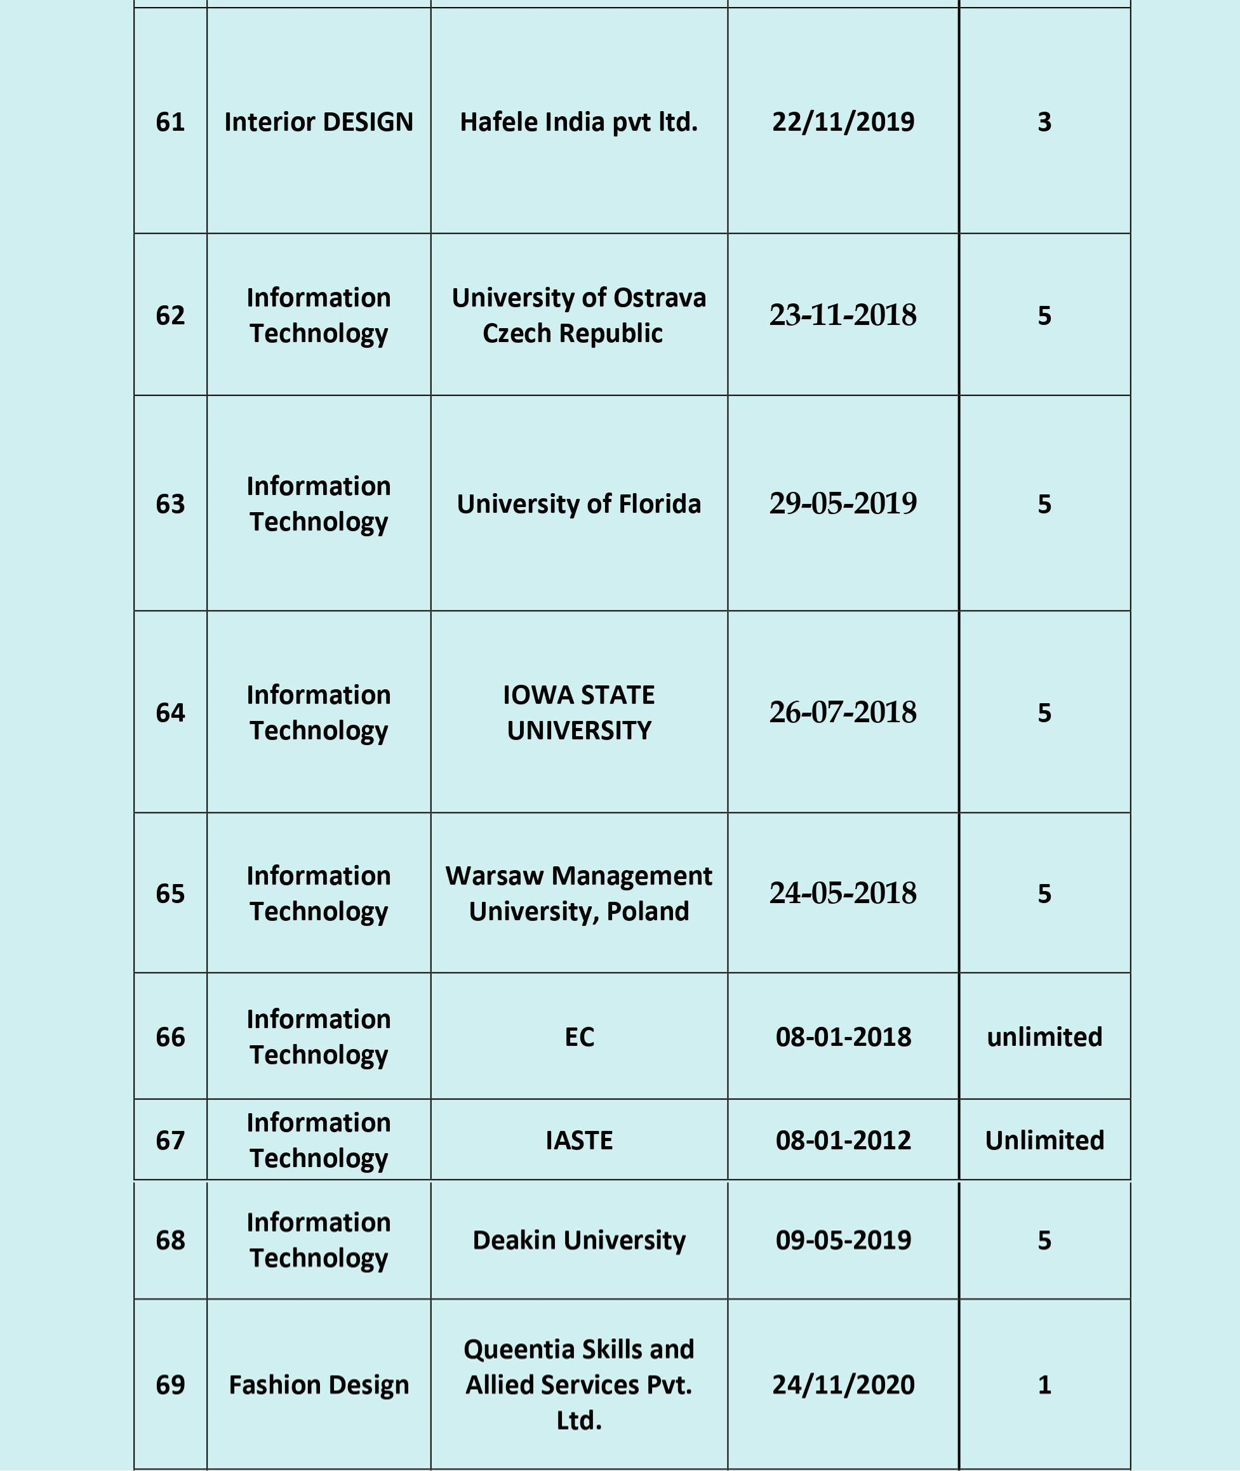 61 Interior DESIGN Hafele India pvt ltd. 22/11/2019 3
Information University of Ostrava
62 23-11-2018 5
Technology Czech Republic
Information
63 University of Florida 29-05-2019 5
Technology
Information IOWA STATE
64 26-07-2018 5
Technology UNIVERSITY
Information Warsaw Management
65 24-05-2018 5
Technology University, Poland
Information
66 EC 08-01-2018 unlimited
Technology
Information
67 IASTE 08-01-2012 Unlimited
Technology
Information
68 Deakin University 09-05-2019 5
Technology
Queentia Skills and
69 Fashion Design Allied Services Pvt. 24/11/2020 1
Ltd.